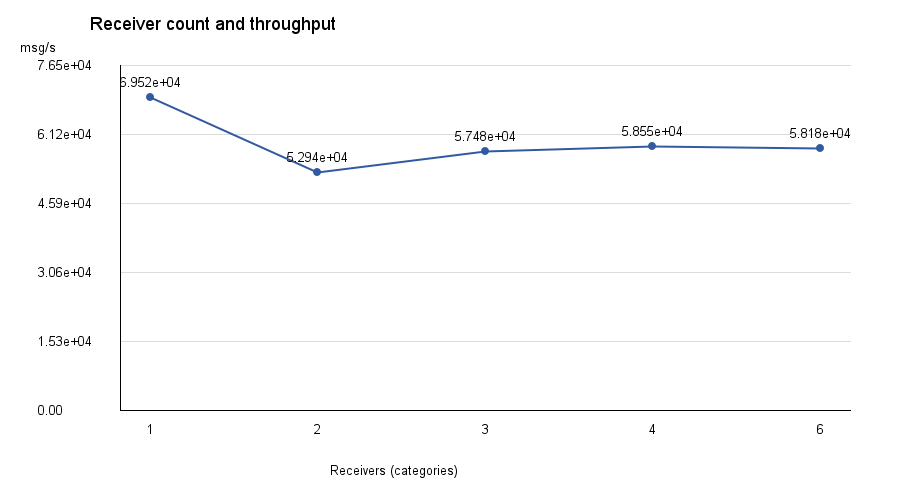 Receiver count and throughput
msg/s
7.65e+04
6.952e+04
6.12e+04
5.294e+04
5.748e+04
5.855e+04
5.818e+04
4.59e+04
3.06e+04
1.53e+04
0.00
1 2 3 4 6
Receivers (categories)